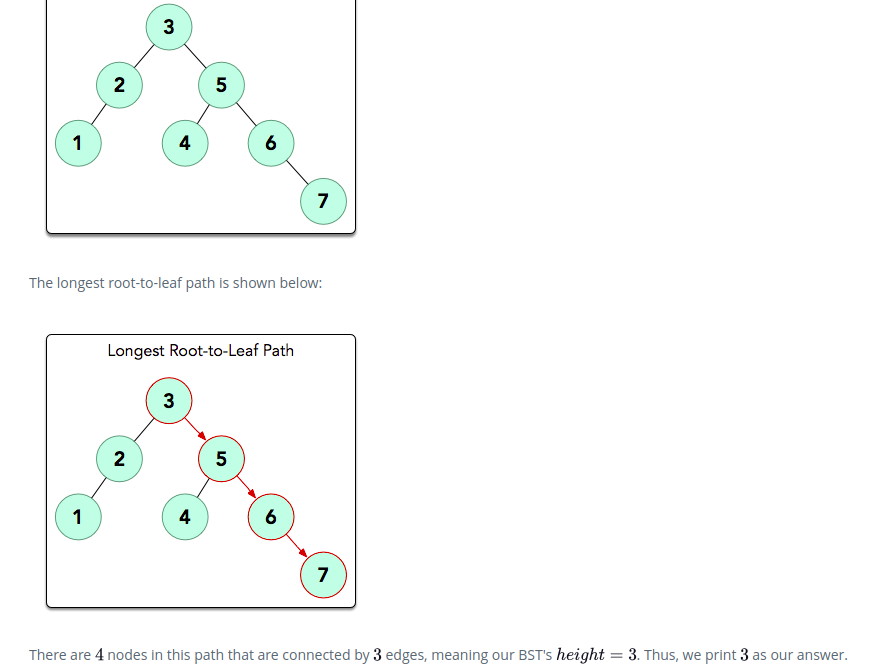 3
2 5
1 4 6
7
The longest root-to-leaf path is shown below:
Longest Root-to-Leaf Path
3
2 5
1 4 6
7
There are 4 nodes in this path that are connected by 3 edges, meaning our BST's height = 3. Thus, we print 3 as our answer.